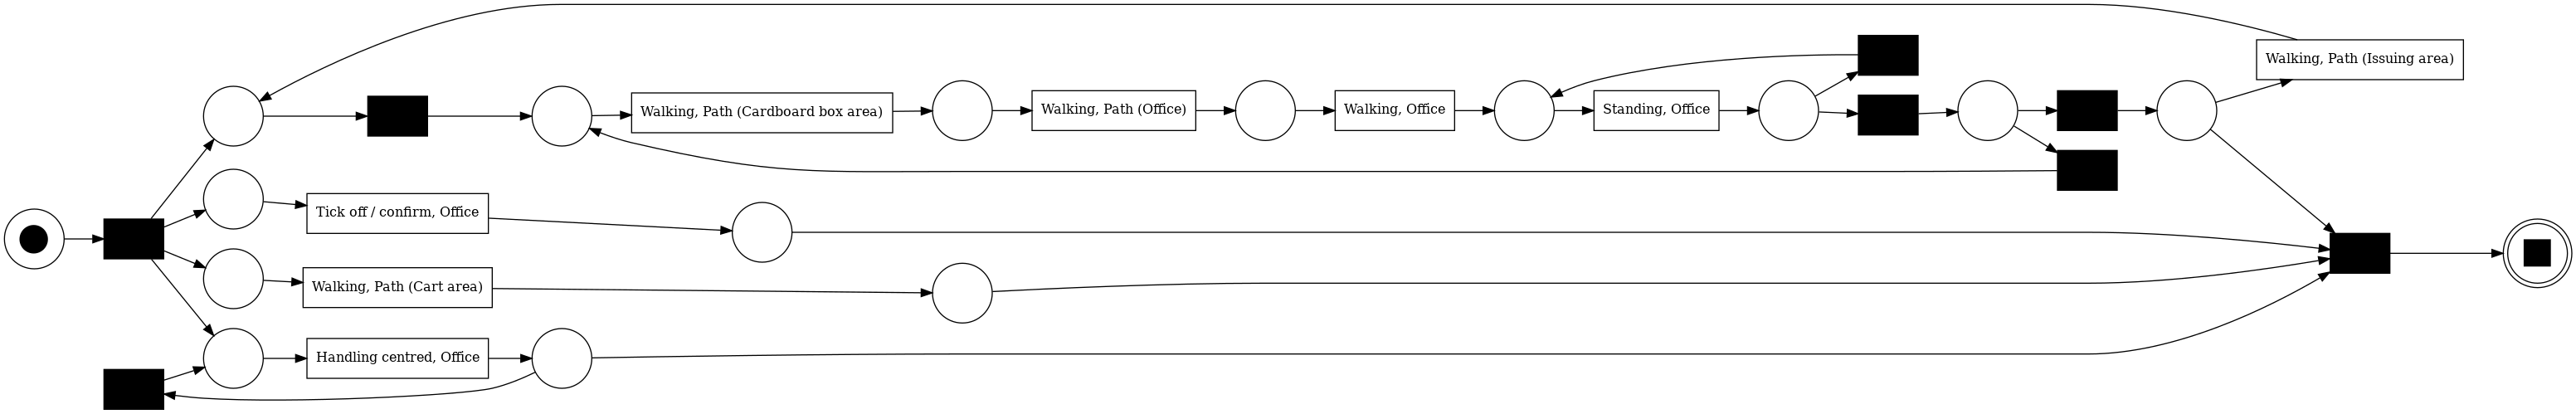 Walking, Path (Issuing area)
Walking, Path (Cardboard box area)
Walking, Path (Office)
Walking, Office
Standing, Office
Tick off / confirm, Office
Walking, Path (Cart area)
Handling centred, Office